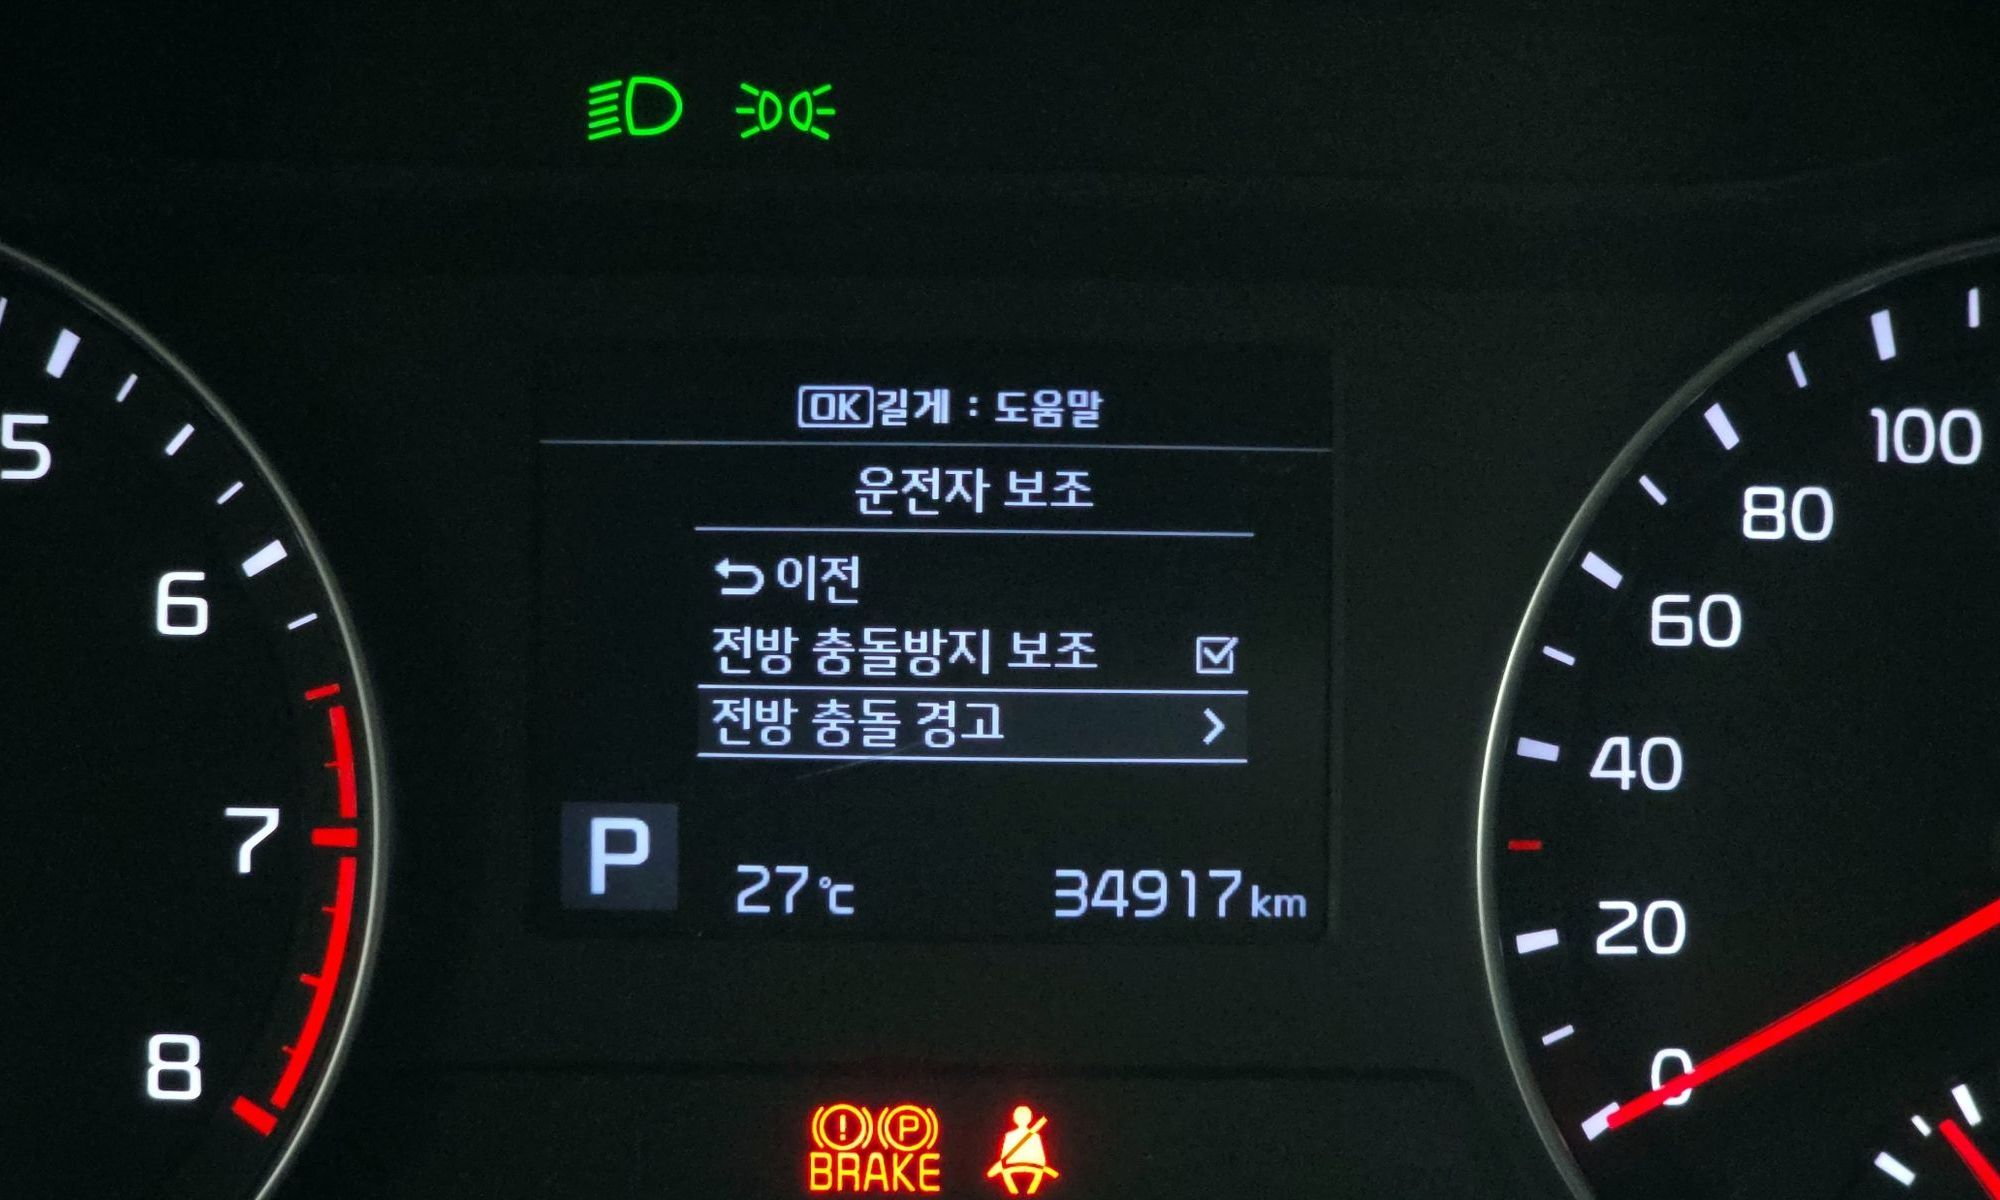 OK길게 : 도움말
운전자 보조
이전
전방 충돌방지 보조
전방 충돌 경고
P
27℃ 34917km
5
6
7
8
100
80
60
40
20
0
(!) (P)
BRAKE